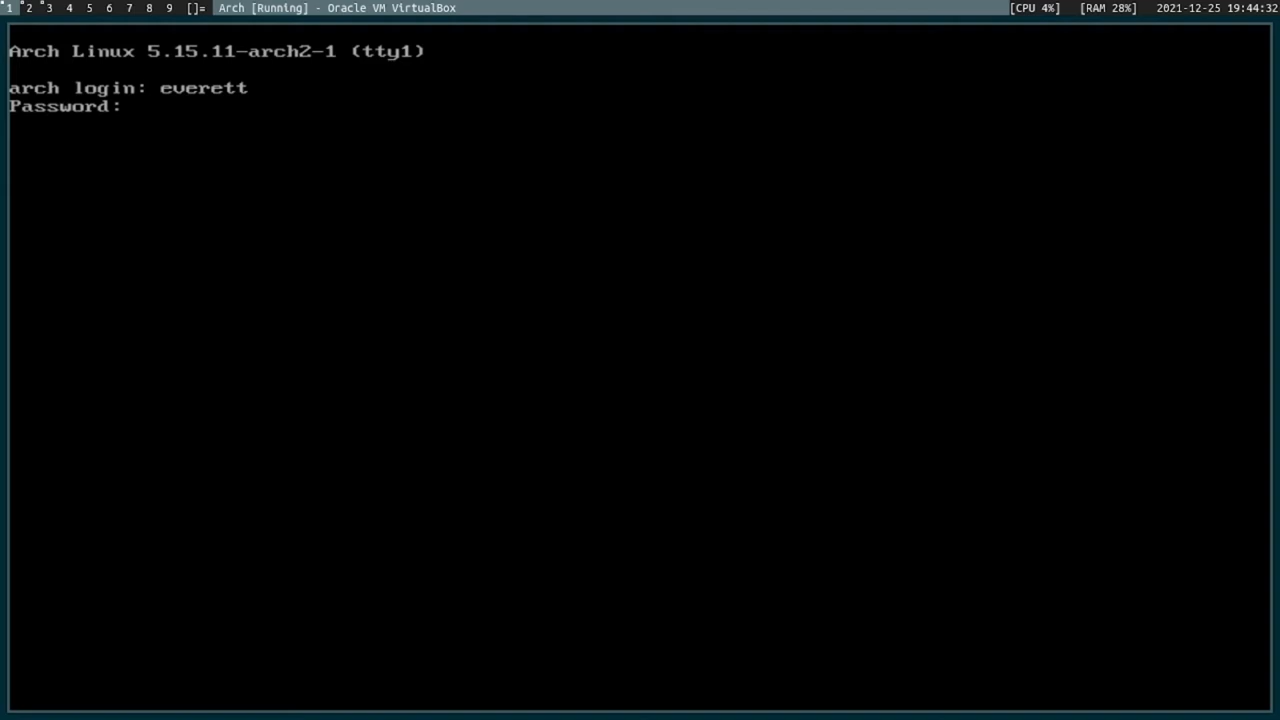 1 2 3 4 5 6 7 8 9 []= Arch [Running] - Oracle VM VirtualBox [CPU 4%] [RAM 28%] 2021-12-25 19:44:32
Arch Linux 5.15.11-arch2-1 (tty1)
arch login: everett
Password: